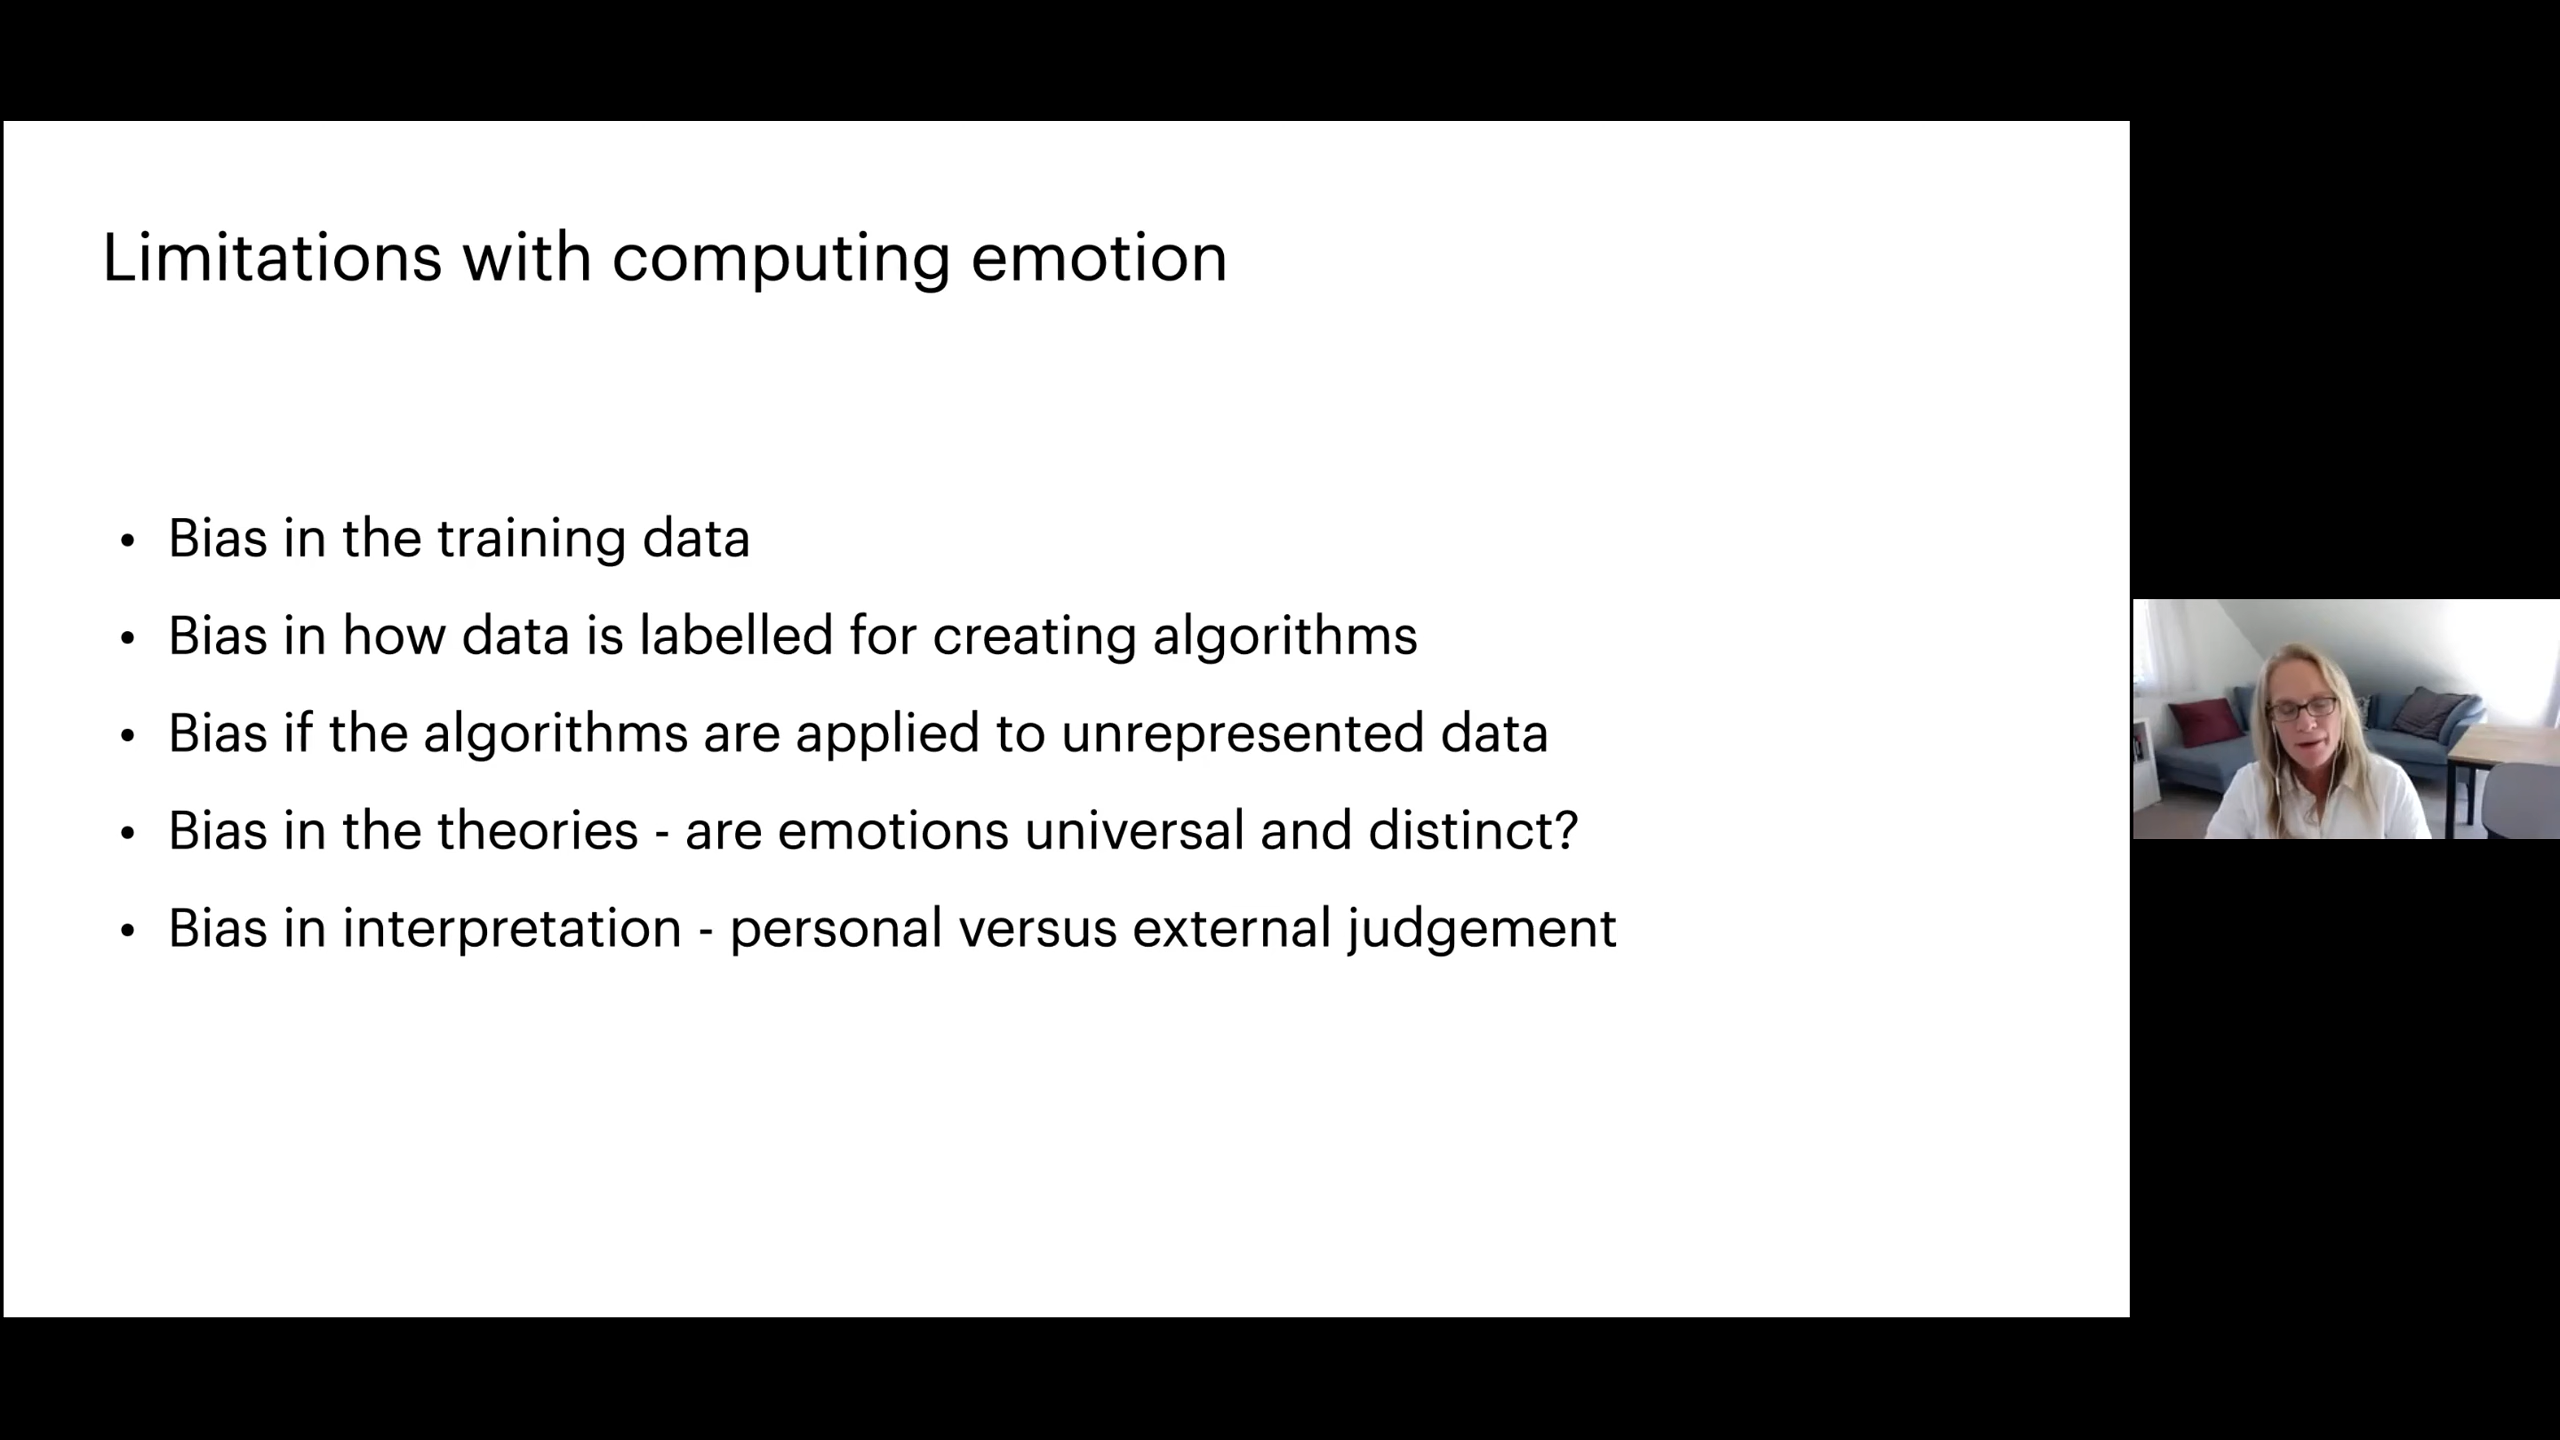 Limitations with computing emotion
• Bias in the training data
• Bias in how data is labelled for creating algorithms
• Bias if the algorithms are applied to unrepresented data
• Bias in the theories - are emotions universal and distinct?
• Bias in interpretation - personal versus external judgement